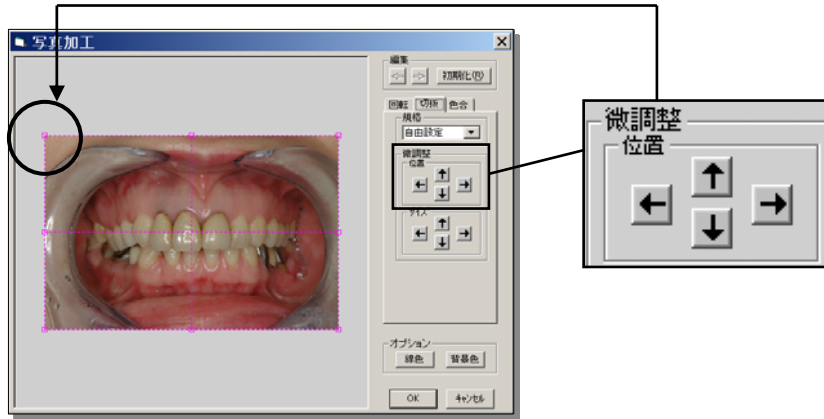 写真加工
編集
初期化(R)
回転 切抜 色合
規格
自由設定
微調整
位置
サイズ
オプション
線色 背景色
OK キャンセル
微調整
位置